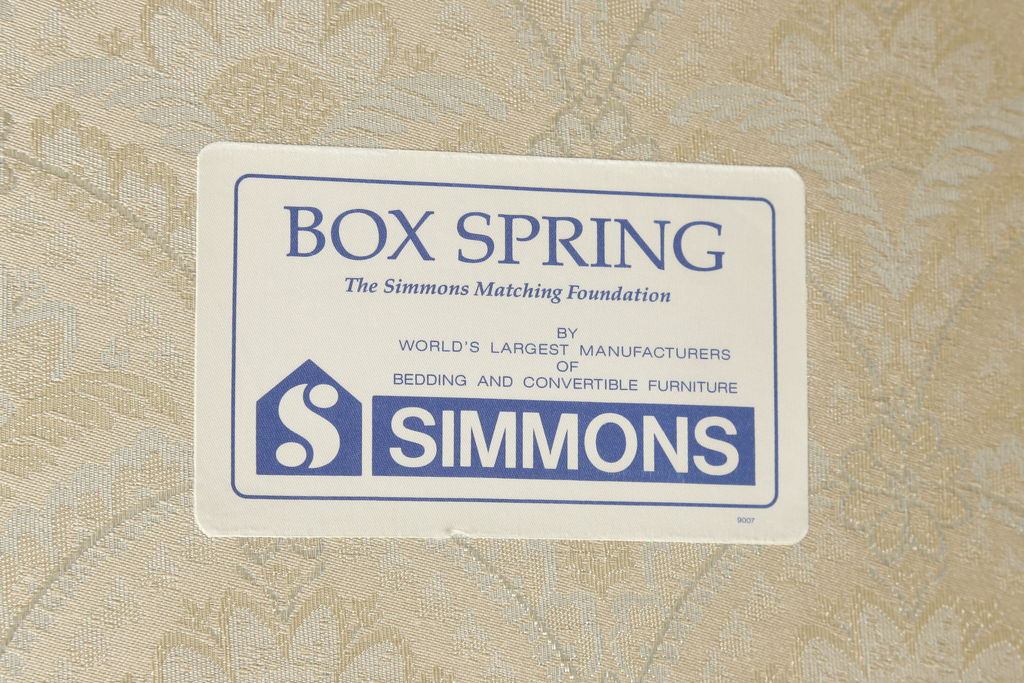 BOX SPRING
The Simmons Matching Foundation
BY
WORLD'S LARGEST MANUFACTURERS
OF
BEDDING AND CONVERTIBLE FURNITURE
S SIMMONS
9007